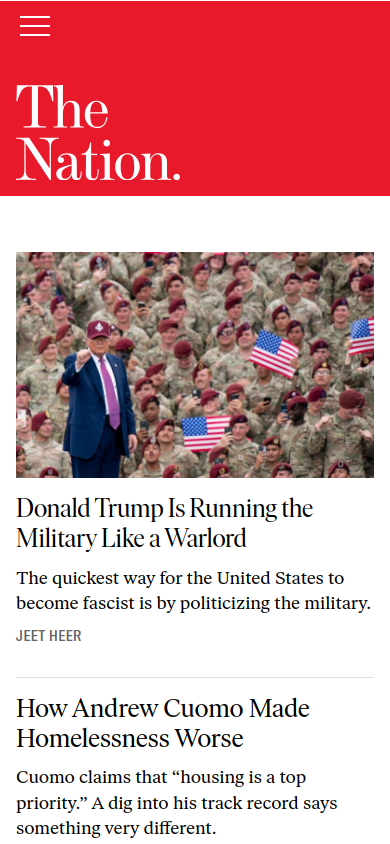 The
Nation.
Donald Trump Is Running the
Military Like a Warlord
The quickest way for the United States to
become fascist is by politicizing the military.
JEET HEER
How Andrew Cuomo Made
Homelessness Worse
Cuomo claims that “housing is a top
priority.” A dig into his track record says
something very different.